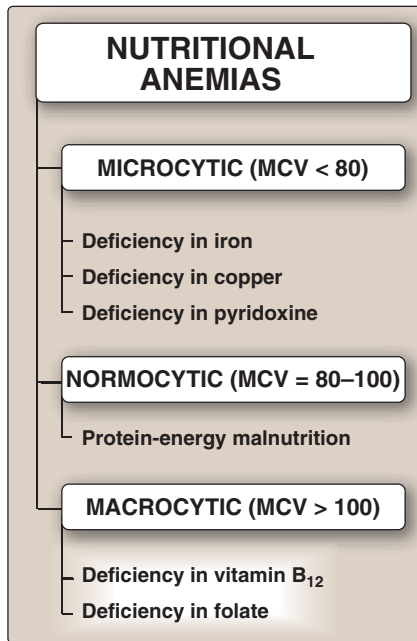 NUTRITIONAL
ANEMIAS
MICROCYTIC (MCV < 80)
Deficiency in iron
Deficiency in copper
Deficiency in pyridoxine
NORMOCYTIC (MCV = 80–100)
Protein-energy malnutrition
MACROCYTIC (MCV > 100)
Deficiency in vitamin B₁₂
Deficiency in folate